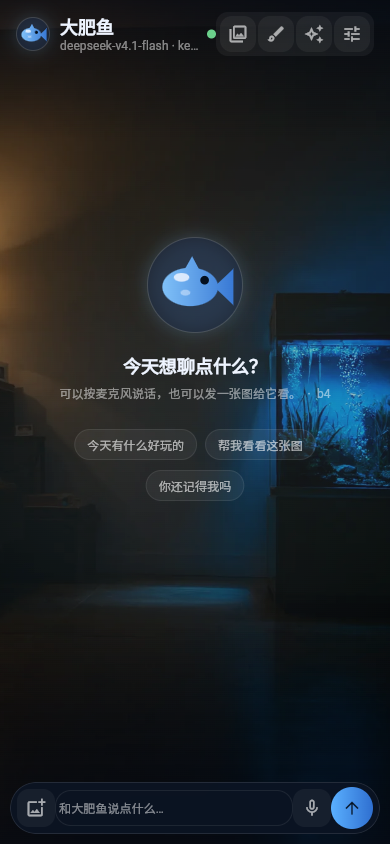 大肥鱼
deepseek-v4.1-flash · ke...
今天想聊点什么？
可以按麦克风说话，也可以发一张图给它看。 · b4
今天有什么好玩的
帮我看看这张图
你还记得我吗
和大肥鱼说点什么...